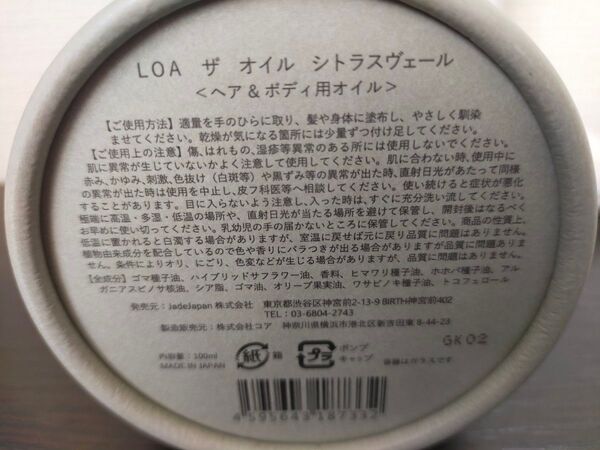 LOA ザ オイル シトラスヴェール
＜ヘア＆ボディ用オイル＞
【ご使用方法】適量を手のひらに取り、髪や身体に塗布し、やさしく馴染
ませてください。乾燥が気になる箇所には少量ずつ付け足してください。
【ご使用上の注意】傷、はれもの、湿疹等異常のある所には使用しないでください。
肌に異常が生じていないかよく注意して使用してください。肌に合わない時、使用中に
赤み、かゆみ、刺激、色抜け（白斑等）や黒ずみ等の異常が出た時、直射日光があたって同様
の異常が出た時は使用を中止し、皮フ科医等へ相談してください。使い続けると症状が悪化
することがあります。目に入らないよう注意し、入った時は、すぐに充分洗い流してください。
極端に高温・多湿・低温の場所や、直射日光が当たる場所を避けて保管し、開封後はなるべく
お早めに使い切ってください。乳幼児の手の届かないところに保管してください。商品の性質上、
低温に置かれると白濁する場合がありますが、室温に戻せば元に戻り品質に問題はありません。
植物由来成分を配合しているので色や香りにバラつきが出る場合がありますが品質に問題ありま
せん。条件によりオリ、にごり、色変などが生じる場合がありますが、品質に問題はありません。
【全成分】ゴマ種子油、ハイブリッドサフラワー油、香料、ヒマワリ種子油、ホホバ種子油、アル
ガニアスピノサ核油、シア脂、ゴマ油、オリーブ果実油、ワサビノキ種子油、トコフェロール
発売元：jadeJapan 株式会社 東京都渋谷区神宮前2-13-9 BIRTH神宮前402
TEL：03-6804-2743
製造販売元：株式会社コア 神奈川県横浜市港北区新吉田東 8-44-23
内容量：100ml
MADE IN JAPAN
紙 箱
プラ ポンプ
キャップ
容器はガラスです
GK02
4 595643 187332